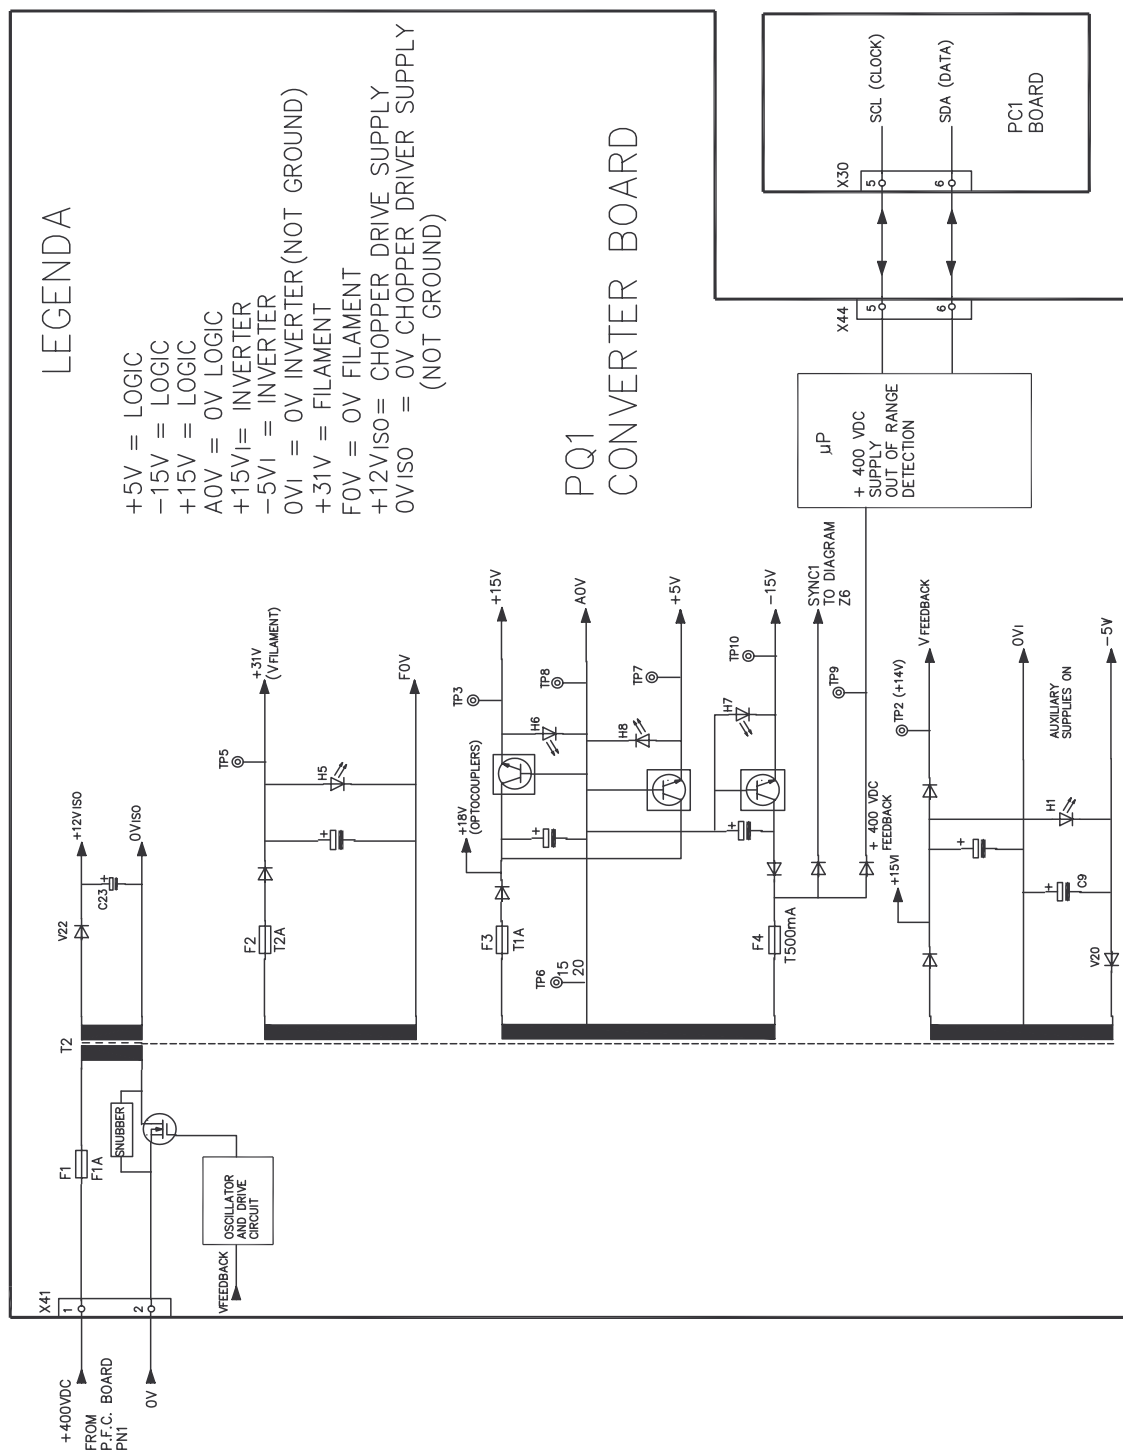 LEGENDA
+5V = LOGIC
-15V = LOGIC
+15V = LOGIC
A0V = 0V LOGIC
+15VI= INVERTER
-5VI = INVERTER
0VI = 0V INVERTER(NOT GROUND)
+31V = FILAMENT
F0V = 0V FILAMENT
+12VISO= CHOPPER DRIVE SUPPLY
0VISO = 0V CHOPPER DRIVER SUPPLY
(NOT GROUND)
PQ1
CONVERTER BOARD
SCL (CLOCK)
SDA (DATA)
PC1
BOARD
X30
5
6
X44
5
6
µP
+ 400 VDC
SUPPLY
OUT OF RANGE
DETECTION
+12VISO
0VISO
V22
C23
+
+31V
(VFILAMENT)
F0V
TP5
H5
+
F2
T2A
+15V
A0V
+5V
-15V
TP3
TP8
TP7
TP10
H6
H8
H7
+18V
(OPTOCOUPLERS)
+
+
F3
T1A
TP6
15
20
F4
T500mA
SYNC1
TO DIAGRAM
Z6
TP9
+ 400 VDC
FEEDBACK
VFEEDBACK
0VI
-5V
TP2 (+14V)
AUXILIARY
SUPPLIES ON
H1
+15VI
+
+
C9
V20
T2
F1
F1A
SNUBBER
OSCILLATOR
AND DRIVE
CIRCUIT
VFEEDBACK
X41
1
2
+400VDC
FROM
P.F.C. BOARD
PN1
0V